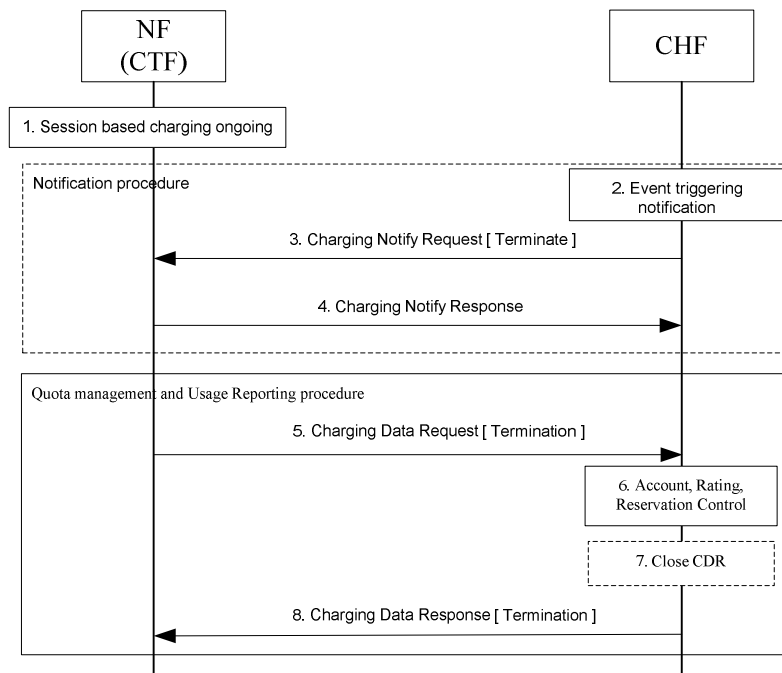 NF
(CTF)
CHF
1. Session based charging ongoing
Notification procedure
2. Event triggering
notification
3. Charging Notify Request [ Terminate ]
4. Charging Notify Response
Quota management and Usage Reporting procedure
5. Charging Data Request [ Termination ]
6. Account, Rating,
Reservation Control
7. Close CDR
8. Charging Data Response [ Termination ]